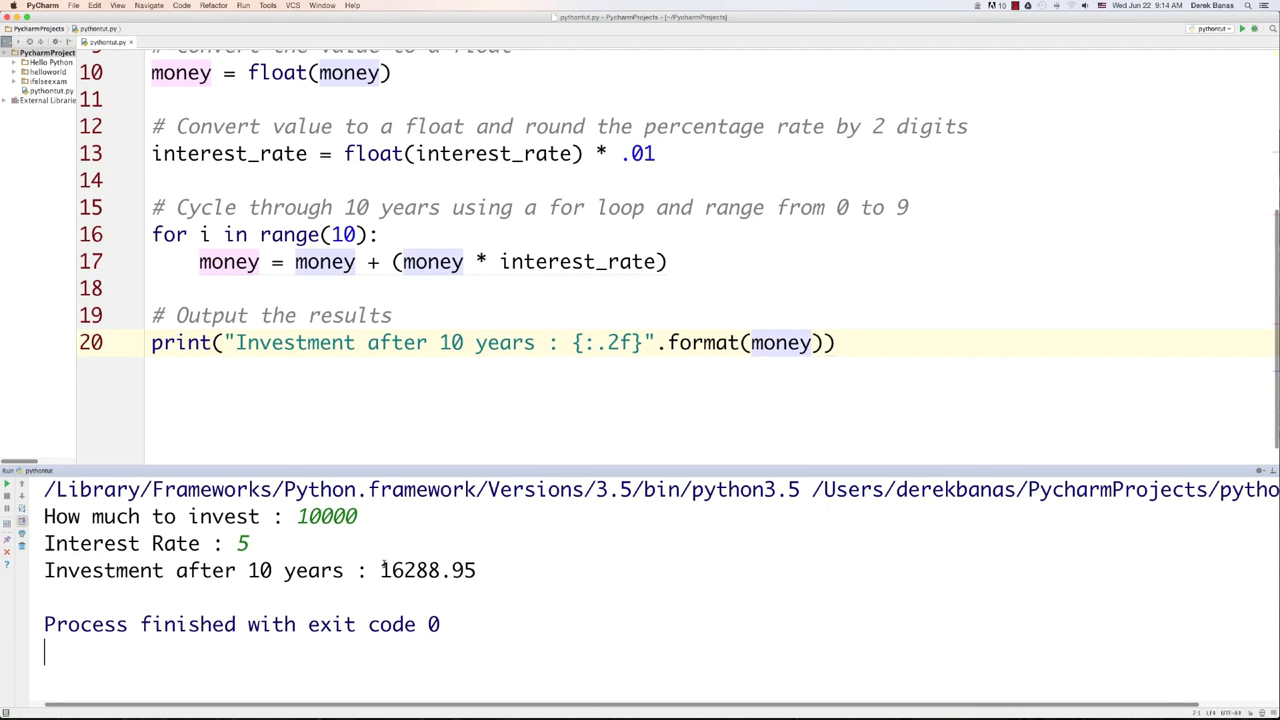 PyCharm File Edit View Navigate Code Refactor Run Tools VCS Window Help
10 Wed Jun 22 9:14 AM Derek Banas
pythontut.py - PycharmProjects - [~/PycharmProjects]
PycharmProjects pythontut.py
pythontut
pythontut.py
PycharmProject
Hello Python
helloworld
ifelseexam
pythontut.py
External Librarie
9 # Convert the value to a float
10 money = float(money)
11
12 # Convert value to a float and round the percentage rate by 2 digits
13 interest_rate = float(interest_rate) * .01
14
15 # Cycle through 10 years using a for loop and range from 0 to 9
16 for i in range(10):
17 money = money + (money * interest_rate)
18
19 # Output the results
20 print("Investment after 10 years : {:.2f}".format(money))
Run pythontut
/Library/Frameworks/Python.framework/Versions/3.5/bin/python3.5 /Users/derekbanas/PycharmProjects/pytho
How much to invest : 10000
Interest Rate : 5
Investment after 10 years : 16288.95
Process finished with exit code 0
7:1 LF÷ UTF-8÷